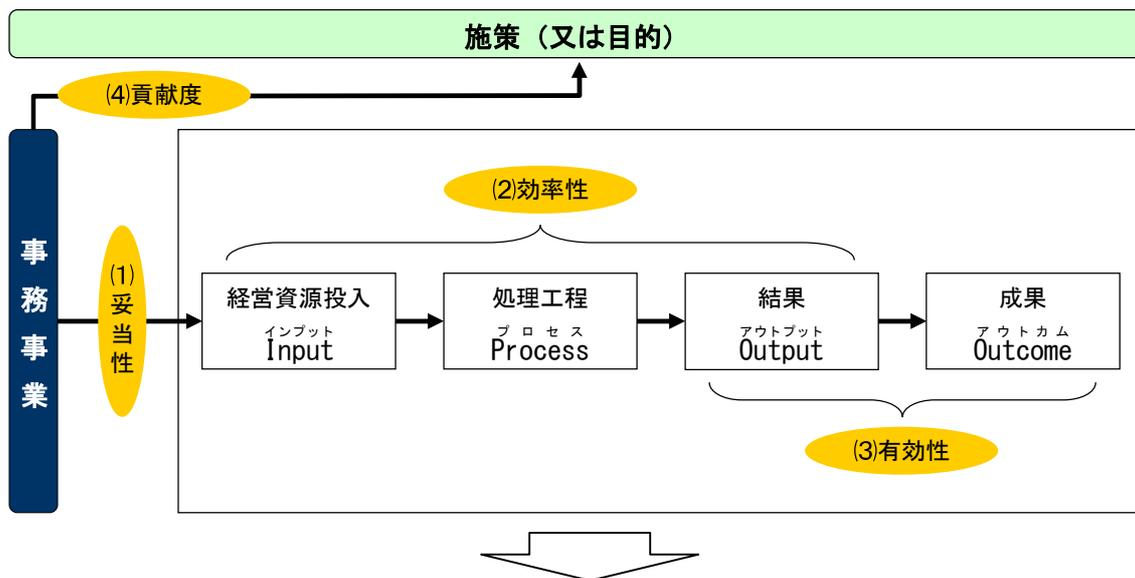 施策（又は目的）
⑷貢献度
⑵効率性
事務事業
⑴妥当性
経営資源投入
インプット
Input
処理工程
プロセス
Process
結果
アウトプット
Output
成果
アウトカム
Outcome
⑶有効性